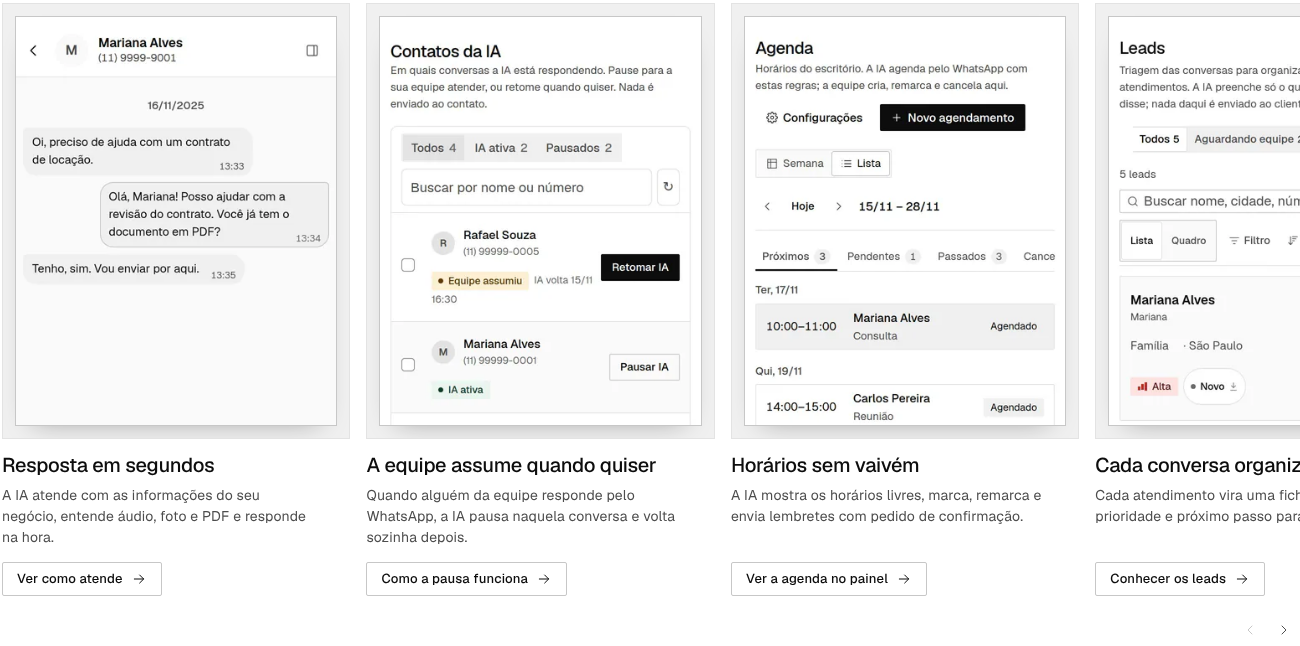 M
Mariana Alves
(11) 9999-9001
16/11/2025
Oi, preciso de ajuda com um contrato
de locação.
13:33
Olá, Mariana! Posso ajudar com a
revisão do contrato. Você já tem o
documento em PDF?
13:34
Tenho, sim. Vou enviar por aqui.
13:35
Resposta em segundos
A IA atende com as informações do seu
negócio, entende áudio, foto e PDF e responde
na hora.
Ver como atende →
Contatos da IA
Em quais conversas a IA está respondendo. Pause para a
sua equipe atender, ou retome quando quiser. Nada é
enviado ao contato.
Todos 4 IA ativa 2 Pausados 2
Buscar por nome ou número
R
Rafael Souza
(11) 99999-0005
Equipe assumiu IA volta 15/11
16:30
Retomar IA
M
Mariana Alves
(11) 99999-0001
IA ativa
Pausar IA
A equipe assume quando quiser
Quando alguém da equipe responde pelo
WhatsApp, a IA pausa naquela conversa e volta
sozinha depois.
Como a pausa funciona →
Agenda
Horários do escritório. A IA agenda pelo WhatsApp com
estas regras; a equipe cria, remarca e cancela aqui.
Configurações + Novo agendamento
Semana Lista
Hoje 15/11 – 28/11
Próximos 3 Pendentes 1 Passados 3 Cance
Ter, 17/11
10:00–11:00 Mariana Alves
Consulta
Agendado
Qui, 19/11
14:00–15:00 Carlos Pereira
Reunião
Agendado
Horários sem vaivém
A IA mostra os horários livres, marca, remarca e
envia lembretes com pedido de confirmação.
Ver a agenda no painel →
Leads
Triagem das conversas para organiza
atendimentos. A IA preenche só o qu
disse; nada daqui é enviado ao client
Todos 5 Aguardando equipe 2
5 leads
Buscar nome, cidade, núm
Lista Quadro Filtro
Mariana Alves
Mariana
Família · São Paulo
Alta Novo
Cada conversa organiz
Cada atendimento vira uma fich
prioridade e próximo passo para
Conhecer os leads →